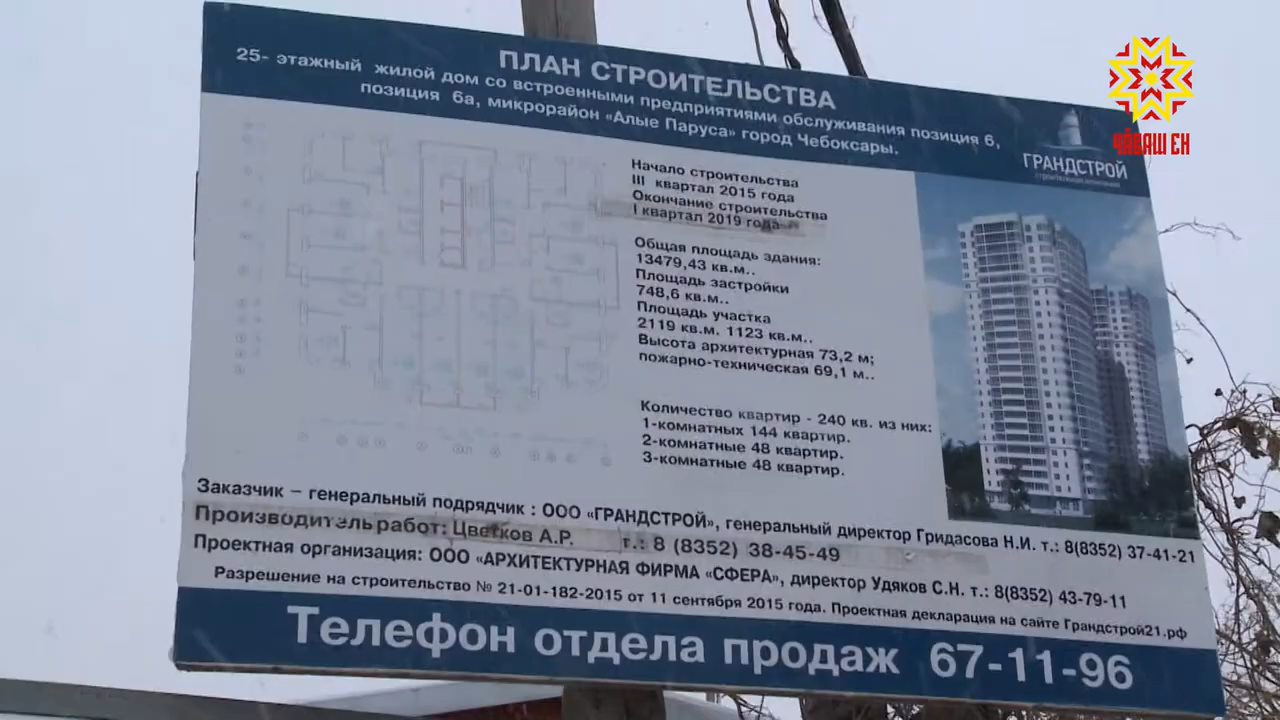 ПЛАН СТРОИТЕЛЬСТВА
25- этажный жилой дом со встроенными предприятиями обслуживания позиция 6,
позиция 6а, микрорайон «Алые Паруса» город Чебоксары.
ГРАНДСТРОЙ
строительная компания
ЧӐВАШ ЕН
Начало строительства
III квартал 2015 года
Окончание строительства
I квартал 2019 года
Общая площадь здания:
13479,43 кв.м..
Площадь застройки
748,6 кв.м..
Площадь участка
2119 кв.м. 1123 кв.м..
Высота архитектурная 73,2 м;
пожарно-техническая 69,1 м..
Количество квартир - 240 кв. из них:
1-комнатных 144 квартир.
2-комнатные 48 квартир.
3-комнатные 48 квартир.
Заказчик – генеральный подрядчик : ООО «ГРАНДСТРОЙ», генеральный директор Гридасова Н.И. т.: 8(8352) 37-41-21
Производитель работ: Цветков А.Р. т.: 8 (8352) 38-45-49
Проектная организация: ООО «АРХИТЕКТУРНАЯ ФИРМА «СФЕРА», директор Удяков С.Н. т.: 8(8352) 43-79-11
Разрешение на строительство № 21-01-182-2015 от 11 сентября 2015 года. Проектная декларация на сайте Грандстрой21.рф
Телефон отдела продаж 67-11-96